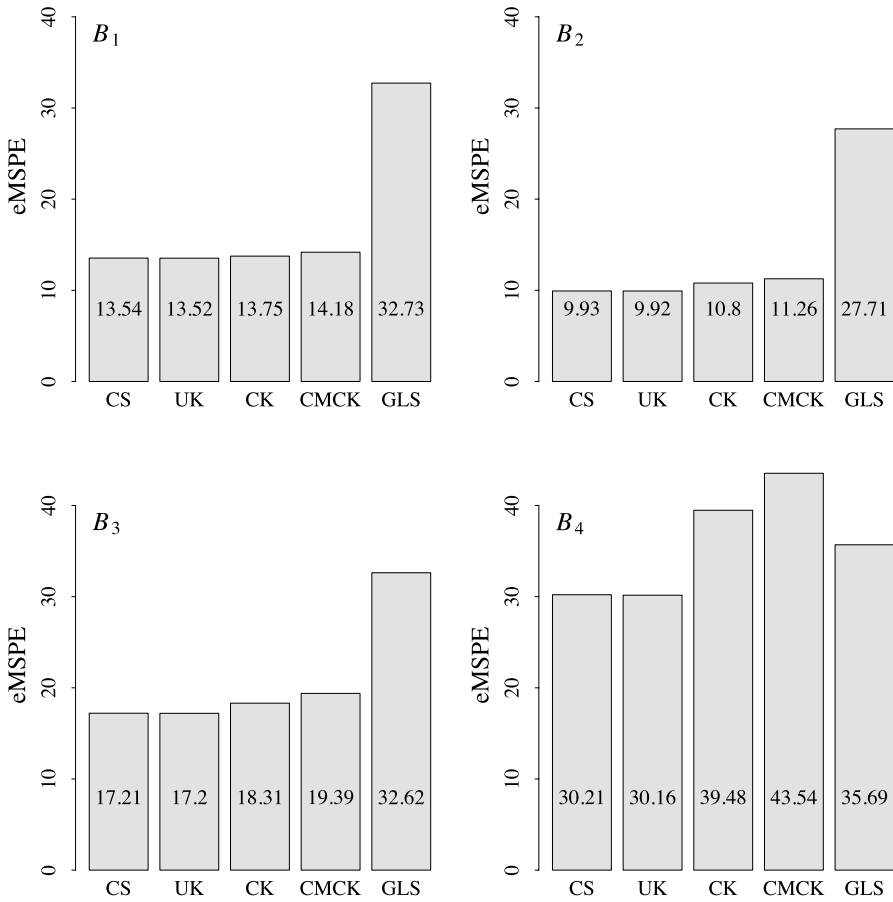 B1
eMSPE
40
30
20
10
0
13.54 13.52 13.75 14.18 32.73
CS UK CK CMCK GLS
B2
eMSPE
40
30
20
10
0
9.93 9.92 10.8 11.26 27.71
CS UK CK CMCK GLS
B3
eMSPE
40
30
20
10
0
17.21 17.2 18.31 19.39 32.62
CS UK CK CMCK GLS
B4
eMSPE
40
30
20
10
0
30.21 30.16 39.48 43.54 35.69
CS UK CK CMCK GLS